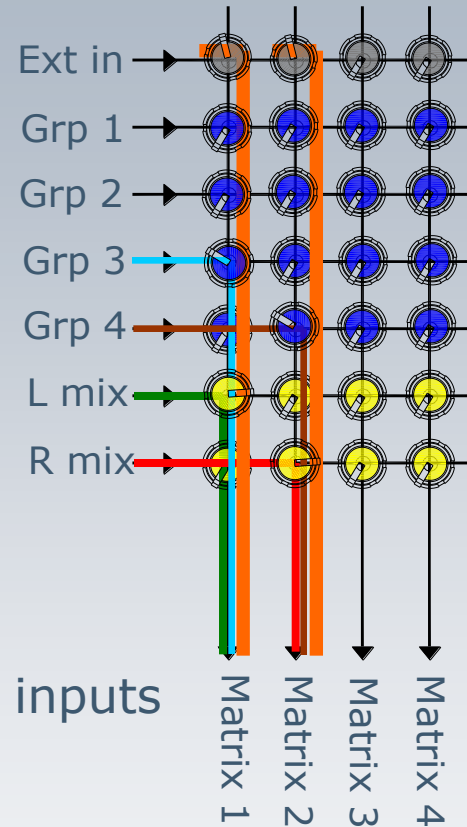 Ext in
Grp 1
Grp 2
Grp 3
Grp 4
L mix
R mix
inputs
Matrix 1
Matrix 2
Matrix 3
Matrix 4